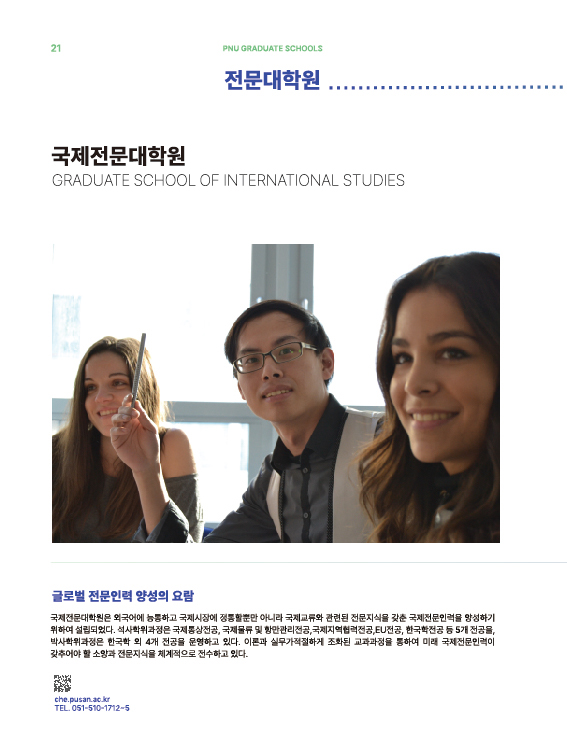 21
PNU GRADUATE SCHOOLS
전문대학원
국제전문대학원
GRADUATE SCHOOL OF INTERNATIONAL STUDIES
글로벌 전문인력 양성의 요람
국제전문대학원은 외국어에 능통하고 국제시장에 정통할뿐만 아니라 국제교류와 관련된 전문지식을 갖춘 국제전문인력을 양성하기
위하여 설립되었다. 석사학위과정은 국제통상전공, 국제물류 및 항만관리전공,국제지역협력전공,EU전공, 한국학전공 등 5개 전공을,
박사학위과정은 한국학 외 4개 전공을 운영하고 있다. 이론과 실무가적절하게 조화된 교과과정을 통하여 미래 국제전문인력이
갖추어야 할 소양과 전문지식을 체계적으로 전수하고 있다.
che.pusan.ac.kr
TEL. 051-510-1712~5